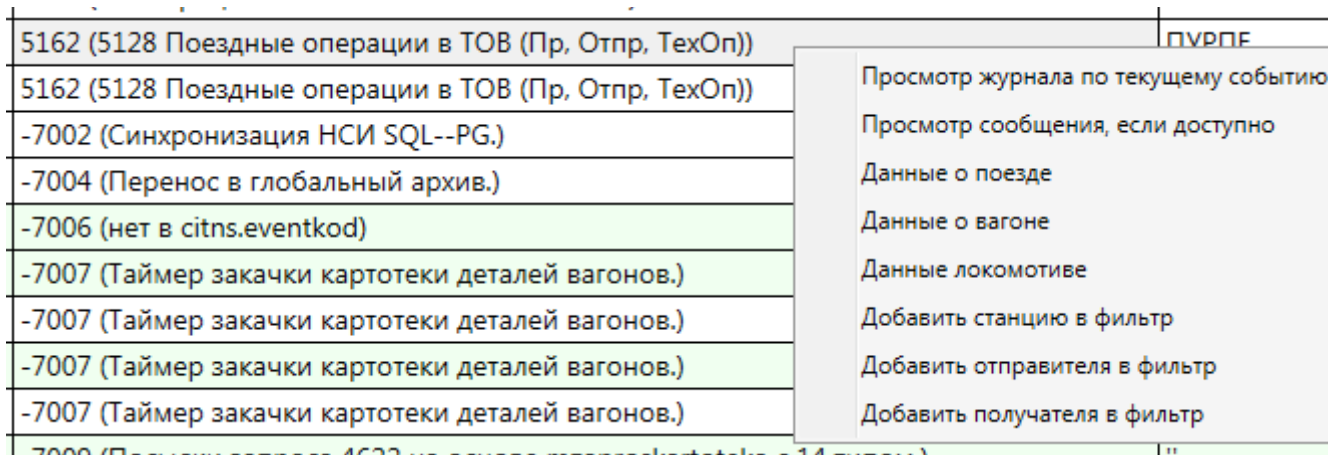 5162 (5128 Поездные операции в ТОВ (Пр, Отпр, ТехОп))
ПУРПЕ
5162 (5128 Поездные операции в ТОВ (Пр, Отпр, ТехОп))
-7002 (Синхронизация НСИ SQL--PG.)
-7004 (Перенос в глобальный архив.)
-7006 (нет в citns.eventkod)
-7007 (Таймер закачки картотеки деталей вагонов.)
-7007 (Таймер закачки картотеки деталей вагонов.)
-7007 (Таймер закачки картотеки деталей вагонов.)
-7007 (Таймер закачки картотеки деталей вагонов.)
Просмотр журнала по текущему событию
Просмотр сообщения, если доступно
Данные о поезде
Данные о вагоне
Данные локомотиве
Добавить станцию в фильтр
Добавить отправителя в фильтр
Добавить получателя в фильтр